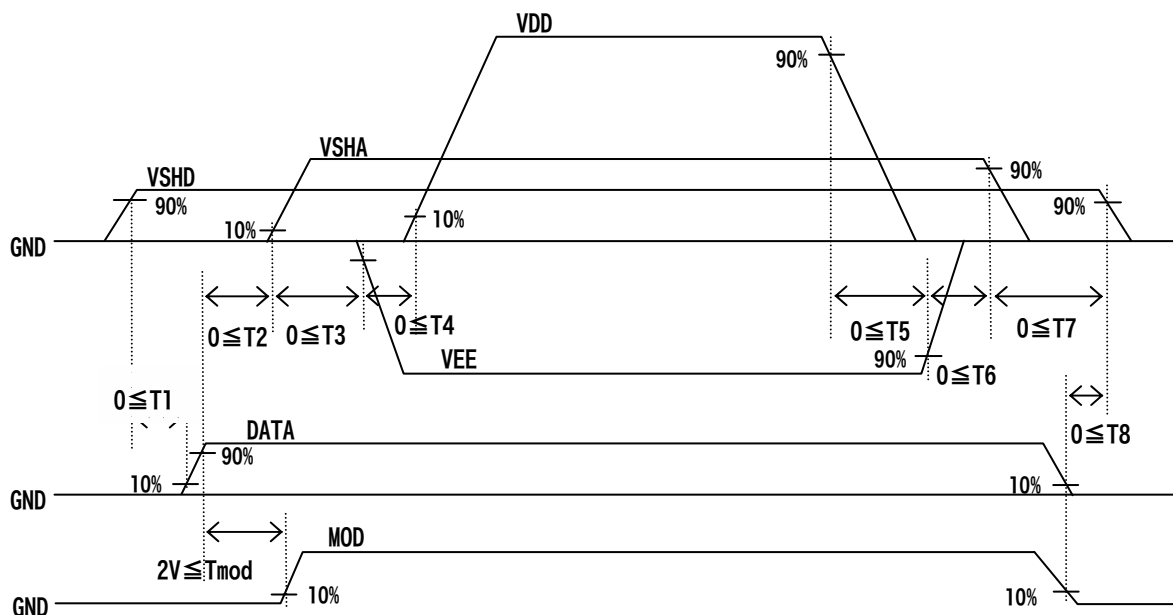 VDD
90%
VSHA
VSHD
90%
90%
10%
10%
90%
GND
0≦T2
0≦T3
0≦T4
0≦T5
0≦T7
VEE
90%
0≦T6
0≦T1
DATA
0≦T8
90%
10%
10%
GND
MOD
2V≦Tmod
10%
10%
GND